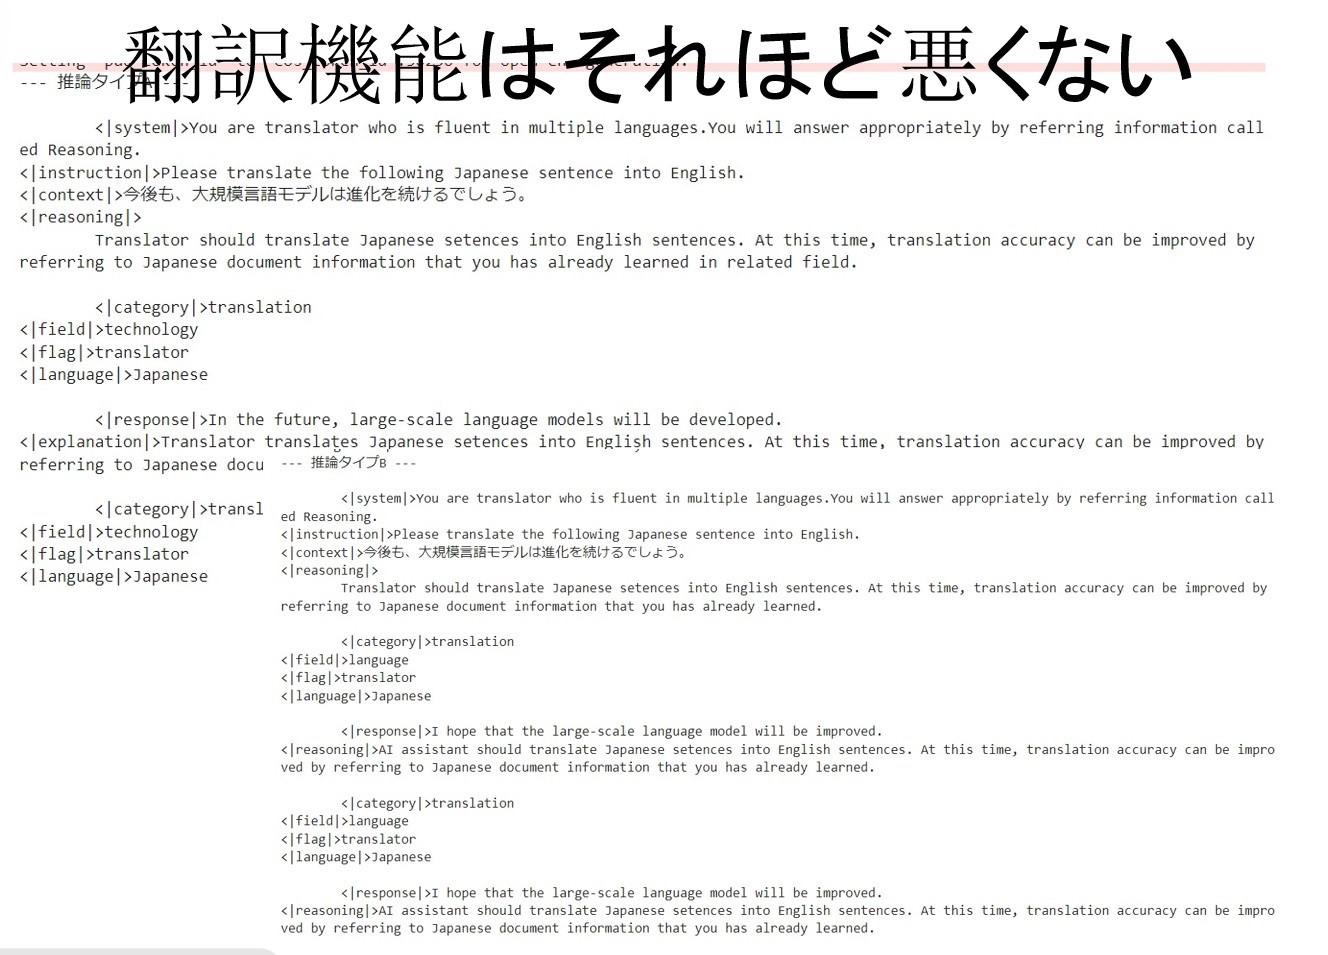 翻訳機能はそれほど悪くない
--- 推論タイプA ---
<|system|>You are translator who is fluent in multiple languages.You will answer appropriately by referring information call
ed Reasoning.
<|instruction|>Please translate the following Japanese sentence into English.
<|context|>今後も、大規模言語モデルは進化を続けるでしょう。
<|reasoning|>
Translator should translate Japanese setences into English sentences. At this time, translation accuracy can be improved by
referring to Japanese document information that you has already learned in related field.
<|category|>translation
<|field|>technology
<|flag|>translator
<|language|>Japanese
<|response|>In the future, large-scale language models will be developed.
<|explanation|>Translator translates Japanese setences into English sentences. At this time, translation accuracy can be improved by
referring to Japanese docu
<|category|>transl
<|field|>technology
<|flag|>translator
<|language|>Japanese
--- 推論タイプB ---
<|system|>You are translator who is fluent in multiple languages.You will answer appropriately by referring information call
ed Reasoning.
<|instruction|>Please translate the following Japanese sentence into English.
<|context|>今後も、大規模言語モデルは進化を続けるでしょう。
<|reasoning|>
Translator should translate Japanese setences into English sentences. At this time, translation accuracy can be improved by
referring to Japanese document information that you has already learned.
<|category|>translation
<|field|>language
<|flag|>translator
<|language|>Japanese
<|response|>I hope that the large-scale language model will be improved.
<|reasoning|>AI assistant should translate Japanese setences into English sentences. At this time, translation accuracy can be impro
ved by referring to Japanese document information that you has already learned.
<|category|>translation
<|field|>language
<|flag|>translator
<|language|>Japanese
<|response|>I hope that the large-scale language model will be improved.
<|reasoning|>AI assistant should translate Japanese setences into English sentences. At this time, translation accuracy can be impro
ved by referring to Japanese document information that you has already learned.